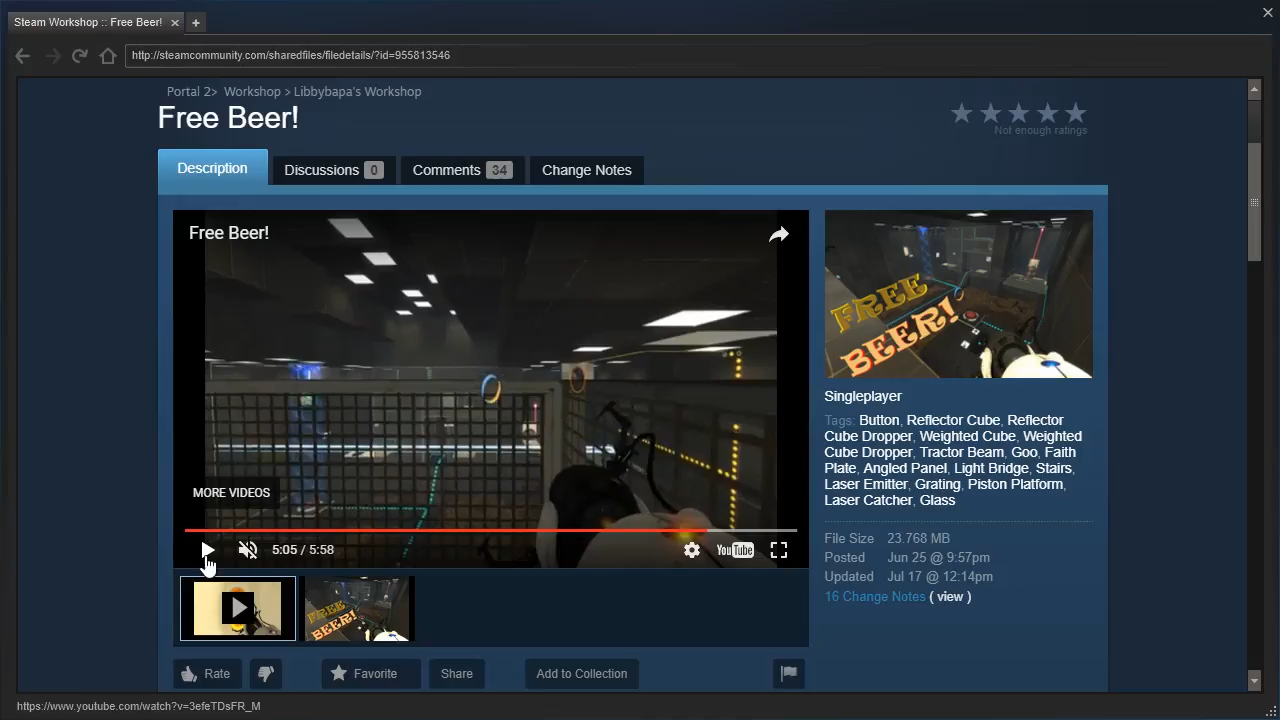 Steam Workshop :: Free Beer!
http://steamcommunity.com/sharedfiles/filedetails/?id=955813546
Portal 2> Workshop > Libbybapa's Workshop
Free Beer!
Not enough ratings
Description
Discussions 0
Comments 34
Change Notes
Free Beer!
MORE VIDEOS
5:05 / 5:58
YouTube
FREE
BEER!
Singleplayer
Tags: Button, Reflector Cube, Reflector
Cube Dropper, Weighted Cube, Weighted
Cube Dropper, Tractor Beam, Goo, Faith
Plate, Angled Panel, Light Bridge, Stairs,
Laser Emitter, Grating, Piston Platform,
Laser Catcher, Glass
File Size 23.768 MB
Posted Jun 25 @ 9:57pm
Updated Jul 17 @ 12:14pm
16 Change Notes ( view )
FREE
BEER!
Rate
Favorite
Share
Add to Collection
https://www.youtube.com/watch?v=3efeTDsFR_M